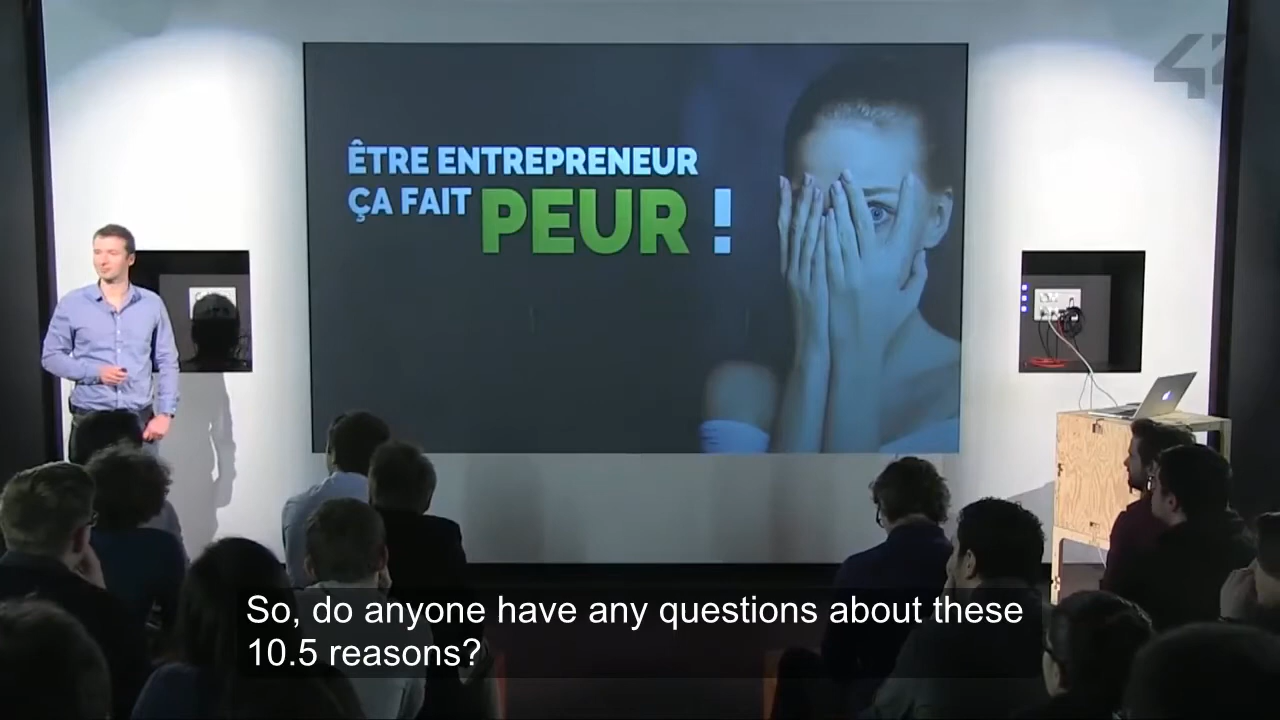 42
ÊTRE ENTREPRENEUR
ÇA FAIT PEUR !
So, do anyone have any questions about these
10.5 reasons?